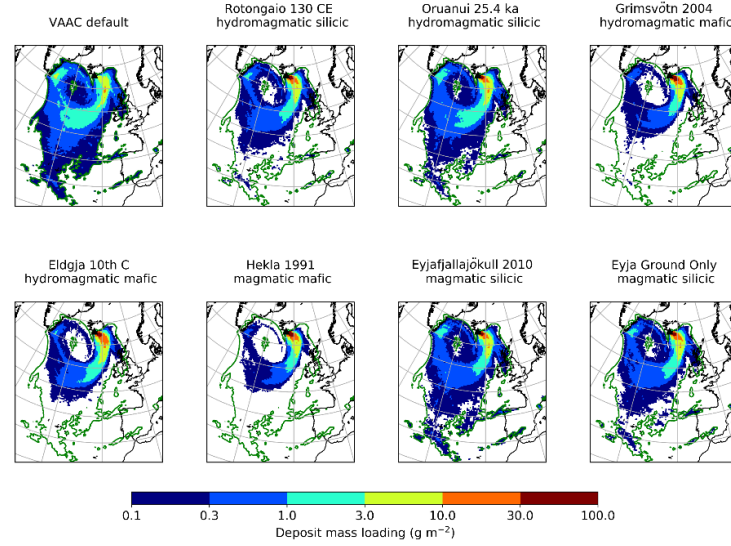 VAAC default
Rotongaio 130 CE
hydromagmatic silicic
Oruanui 25.4 ka
hydromagmatic silicic
Grimsvöth 2004
hydromagmatic mafic
Eldgja 10th C
hydromagmatic mafic
Hekla 1991
magmatic mafic
Eyjafjallajökull 2010
magmatic silicic
Eyja Ground Only
magmatic silicic
0.1 0.3 1.0 3.0 10.0 30.0 100.0
Deposit mass loading (g m⁻²)